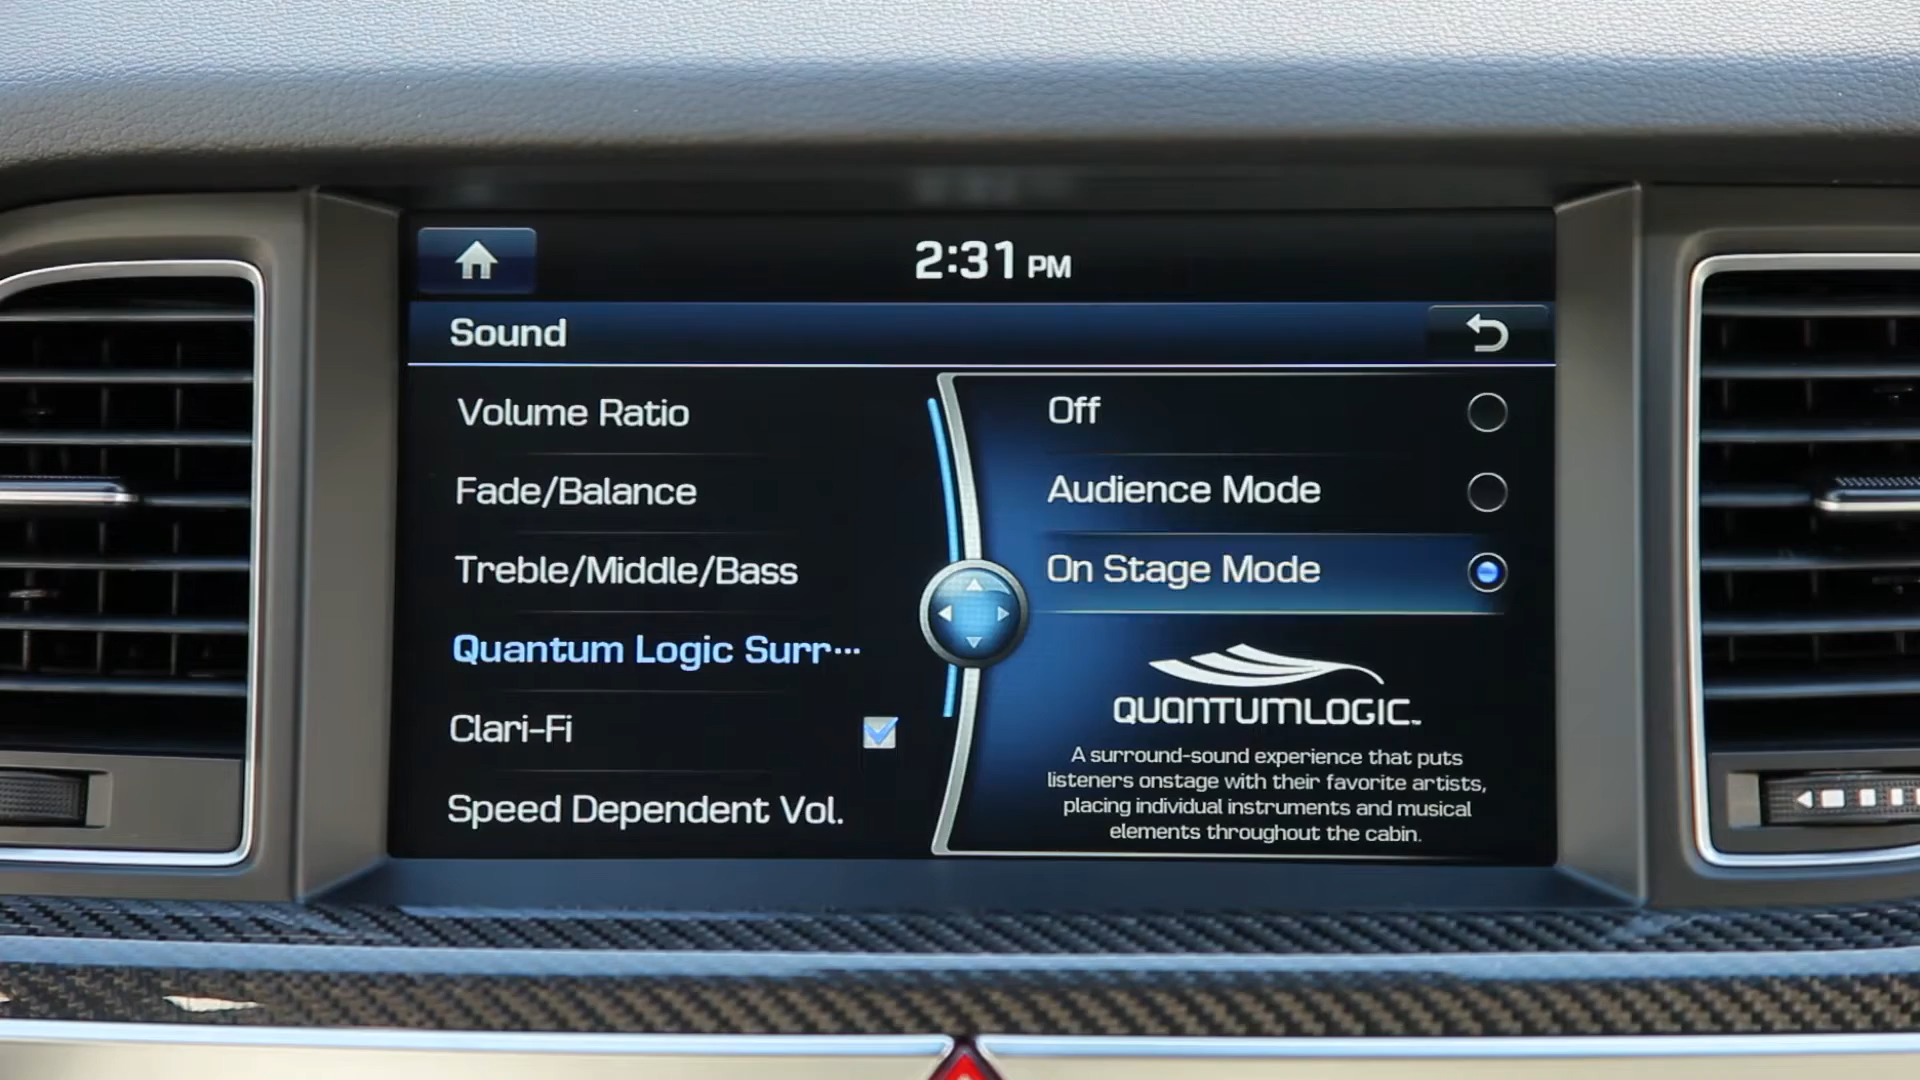 2:31 PM
Sound
Volume Ratio
Fade/Balance
Treble/Middle/Bass
Quantum Logic Surr···
Clari-Fi
Speed Dependent Vol.
Off
Audience Mode
On Stage Mode
QUANTUMLOGIC™
A surround-sound experience that puts
listeners onstage with their favorite artists,
placing individual instruments and musical
elements throughout the cabin.